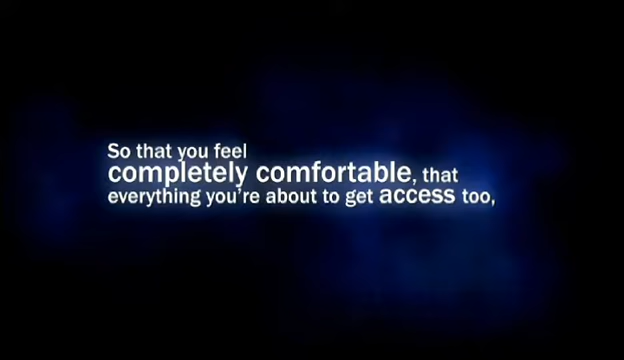 So that you feel
completely comfortable, that
everything you're about to get access too,